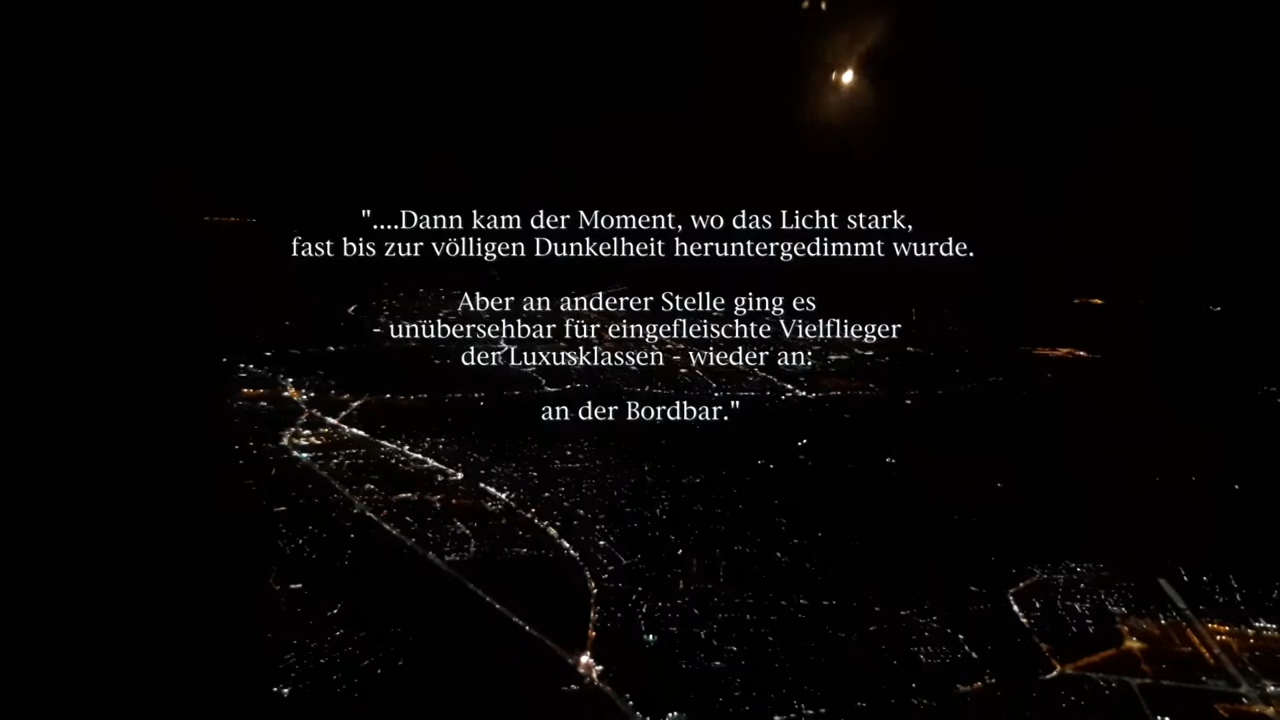 "....Dann kam der Moment, wo das Licht stark,
fast bis zur völligen Dunkelheit heruntergedimmt wurde.
Aber an anderer Stelle ging es
- unübersehbar für eingefleischte Vielflieger
der Luxusklassen - wieder an:
an der Bordbar."